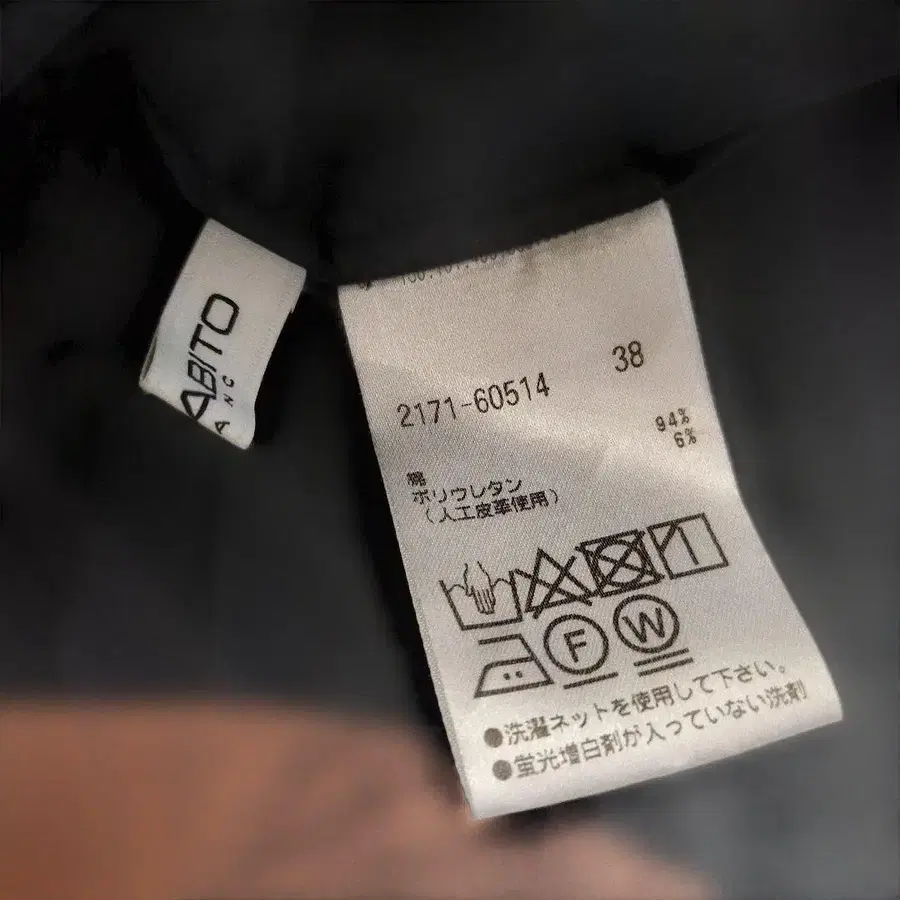 ABITO
ANC
38
2171-60514
94%
6%
綿
ポリウレタン
(人工皮革使用)
F
W
●洗濯ネットを使用して下さい。
●蛍光増白剤が入っていない洗剤